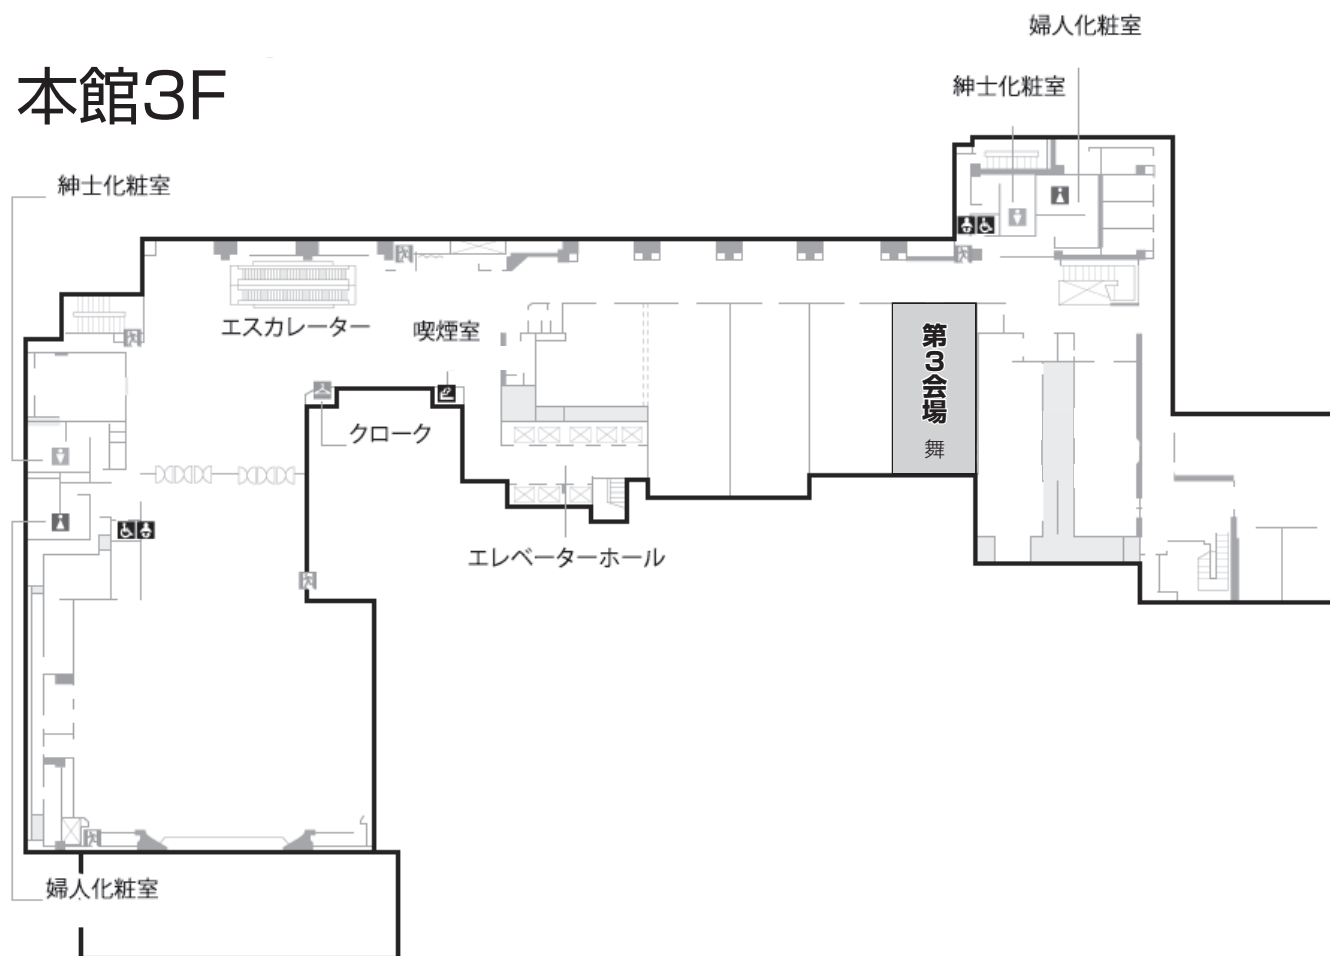 婦人化粧室
本館3F
紳士化粧室
紳士化粧室
エスカレーター
喫煙室
第3会場
舞
クローク
エレベーターホール
婦人化粧室